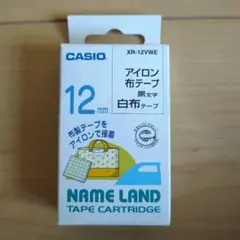 XR-12VWE
CASIO
アイロン
布テープ
黒文字
白布テープ
12mm
布製テープを
アイロンで接着
NAME LAND
TAPE CARTRIDGE